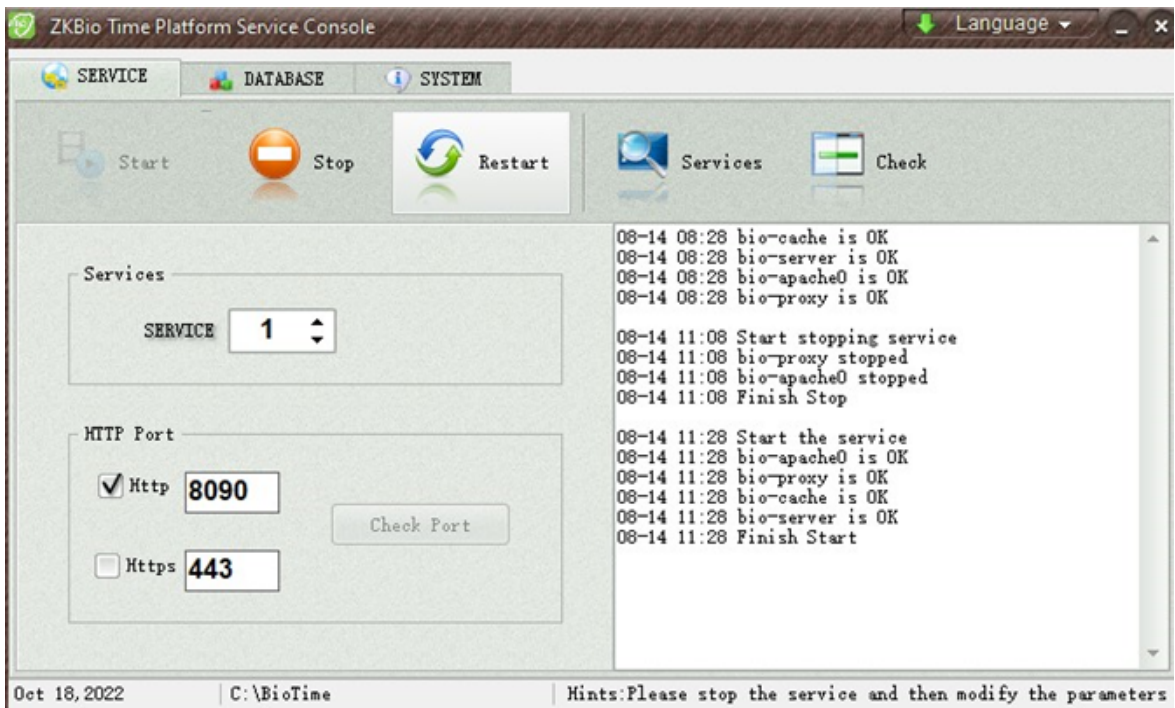 ZKBio Time Platform Service Console
Language
SERVICE
DATABASE
SYSTEM
Start
Stop
Restart
Services
Check
Services
SERVICE
1
HTTP Port
Http
8090
Check Port
Https
443
08-14 08:28 bio-cache is OK
08-14 08:28 bio-server is OK
08-14 08:28 bio-apache0 is OK
08-14 08:28 bio-proxy is OK
08-14 11:08 Start stopping service
08-14 11:08 bio-proxy stopped
08-14 11:08 bio-apache0 stopped
08-14 11:08 Finish Stop
08-14 11:28 Start the service
08-14 11:28 bio-apache0 is OK
08-14 11:28 bio-proxy is OK
08-14 11:28 bio-cache is OK
08-14 11:28 bio-server is OK
08-14 11:28 Finish Start
Oct 18,2022
C:\BioTime
Hints:Please stop the service and then modify the parameters